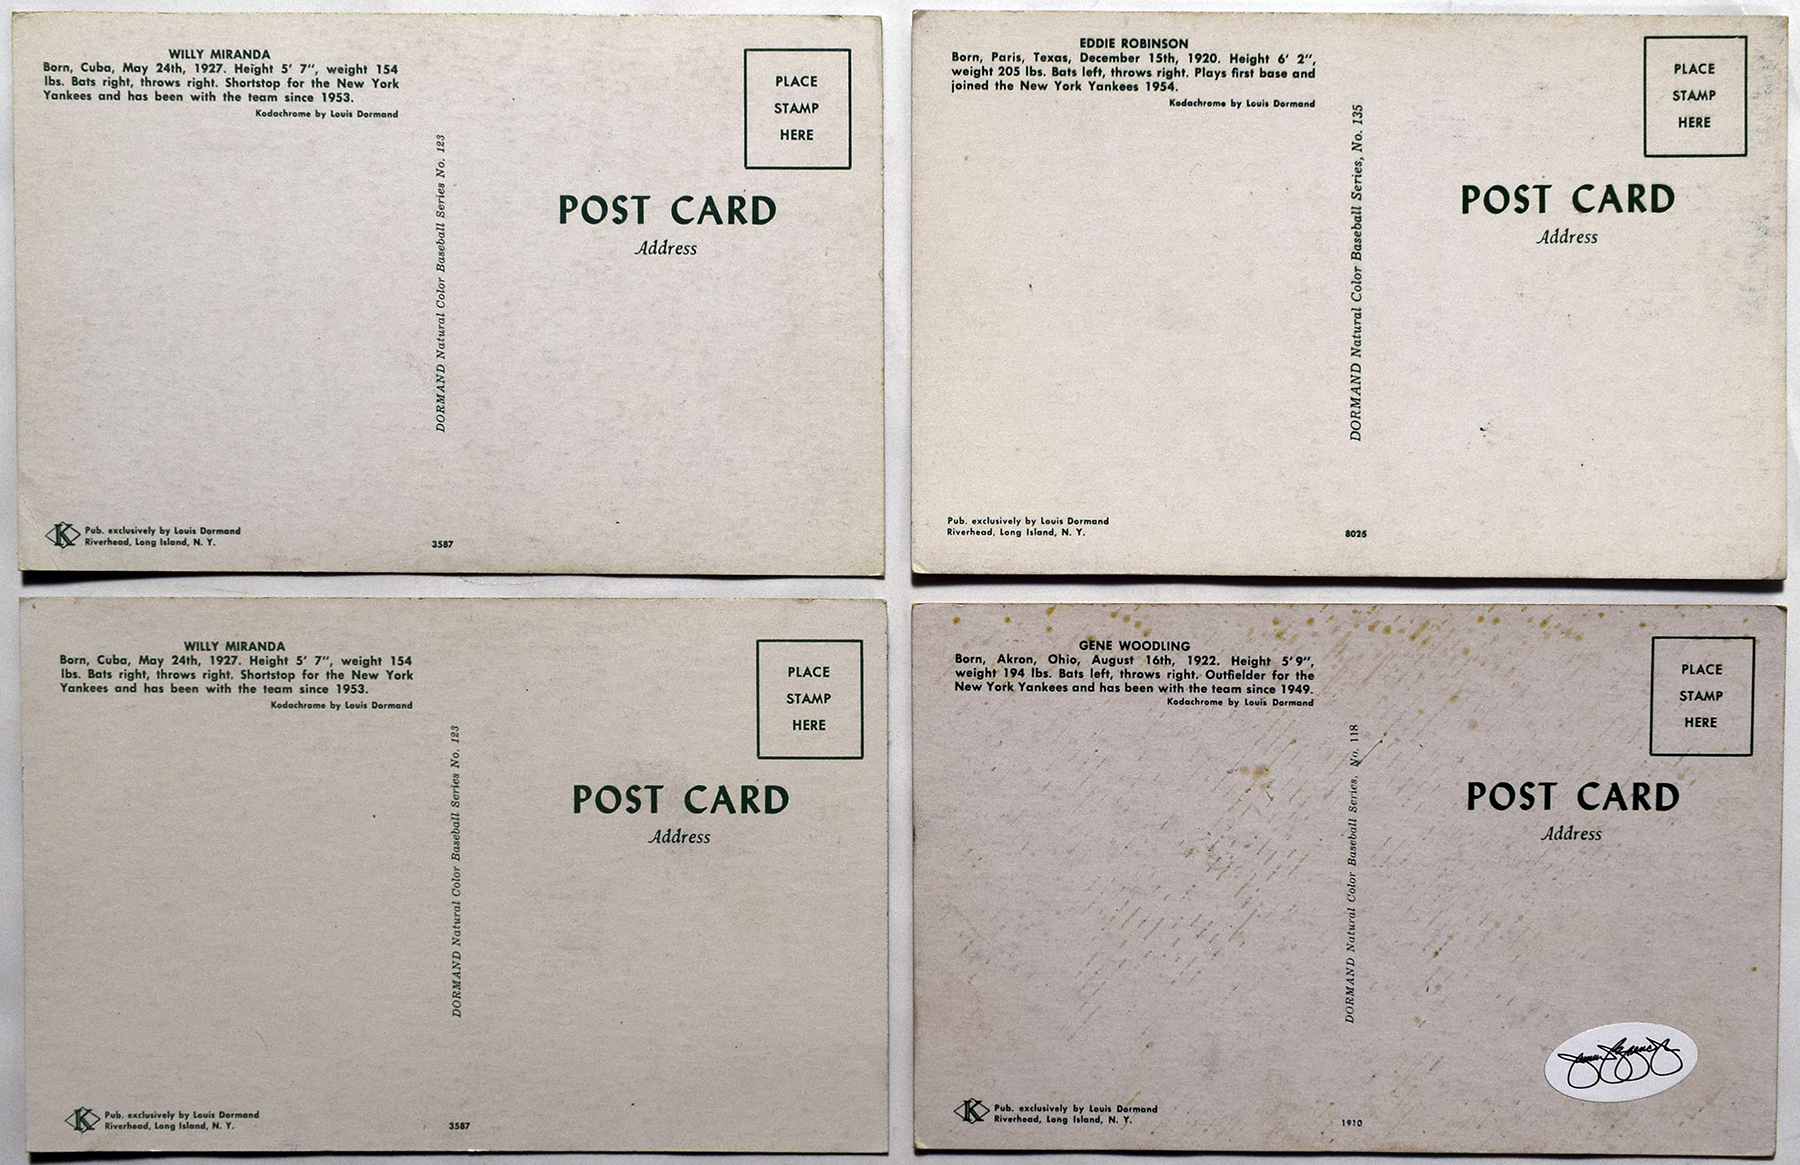 WILLY MIRANDA
Born, Cuba, May 24th, 1927. Height 5' 7", weight 154
lbs. Bats right, throws right. Shortstop for the New York
Yankees and has been with the team since 1953.
Kodachrome by Louis Dormand
PLACE
STAMP
HERE
POST CARD
Address
DORMAND Natural Color Baseball Series No. 123
K
Pub. exclusively by Louis Dormand
Riverhead, Long Island, N. Y.
3587
EDDIE ROBINSON
Born, Paris, Texas, December 15th, 1920. Height 6' 2",
weight 205 lbs. Bats left, throws right. Plays first base and
joined the New York Yankees 1954.
Kodachrome by Louis Dormand
PLACE
STAMP
HERE
POST CARD
Address
DORMAND Natural Color Baseball Series, No. 135
Pub. exclusively by Louis Dormand
Riverhead, Long Island, N. Y.
8025
WILLY MIRANDA
Born, Cuba, May 24th, 1927. Height 5' 7", weight 154
lbs. Bats right, throws right. Shortstop for the New York
Yankees and has been with the team since 1953.
Kodachrome by Louis Dormand
PLACE
STAMP
HERE
POST CARD
Address
DORMAND Natural Color Baseball Series No. 123
K
Pub. exclusively by Louis Dormand
Riverhead, Long Island, N. Y.
3587
GENE WOODLING
Born, Akron, Ohio, August 16th, 1922. Height 5'9",
weight 194 lbs. Bats left, throws right. Outfielder for the
New York Yankees and has been with the team since 1949.
Kodachrome by Louis Dormand
PLACE
STAMP
HERE
POST CARD
Address
DORMAND Natural Color Baseball Series. No. 118
K
Pub. exclusively by Louis Dormand
Riverhead, Long Island, N. Y.
1910